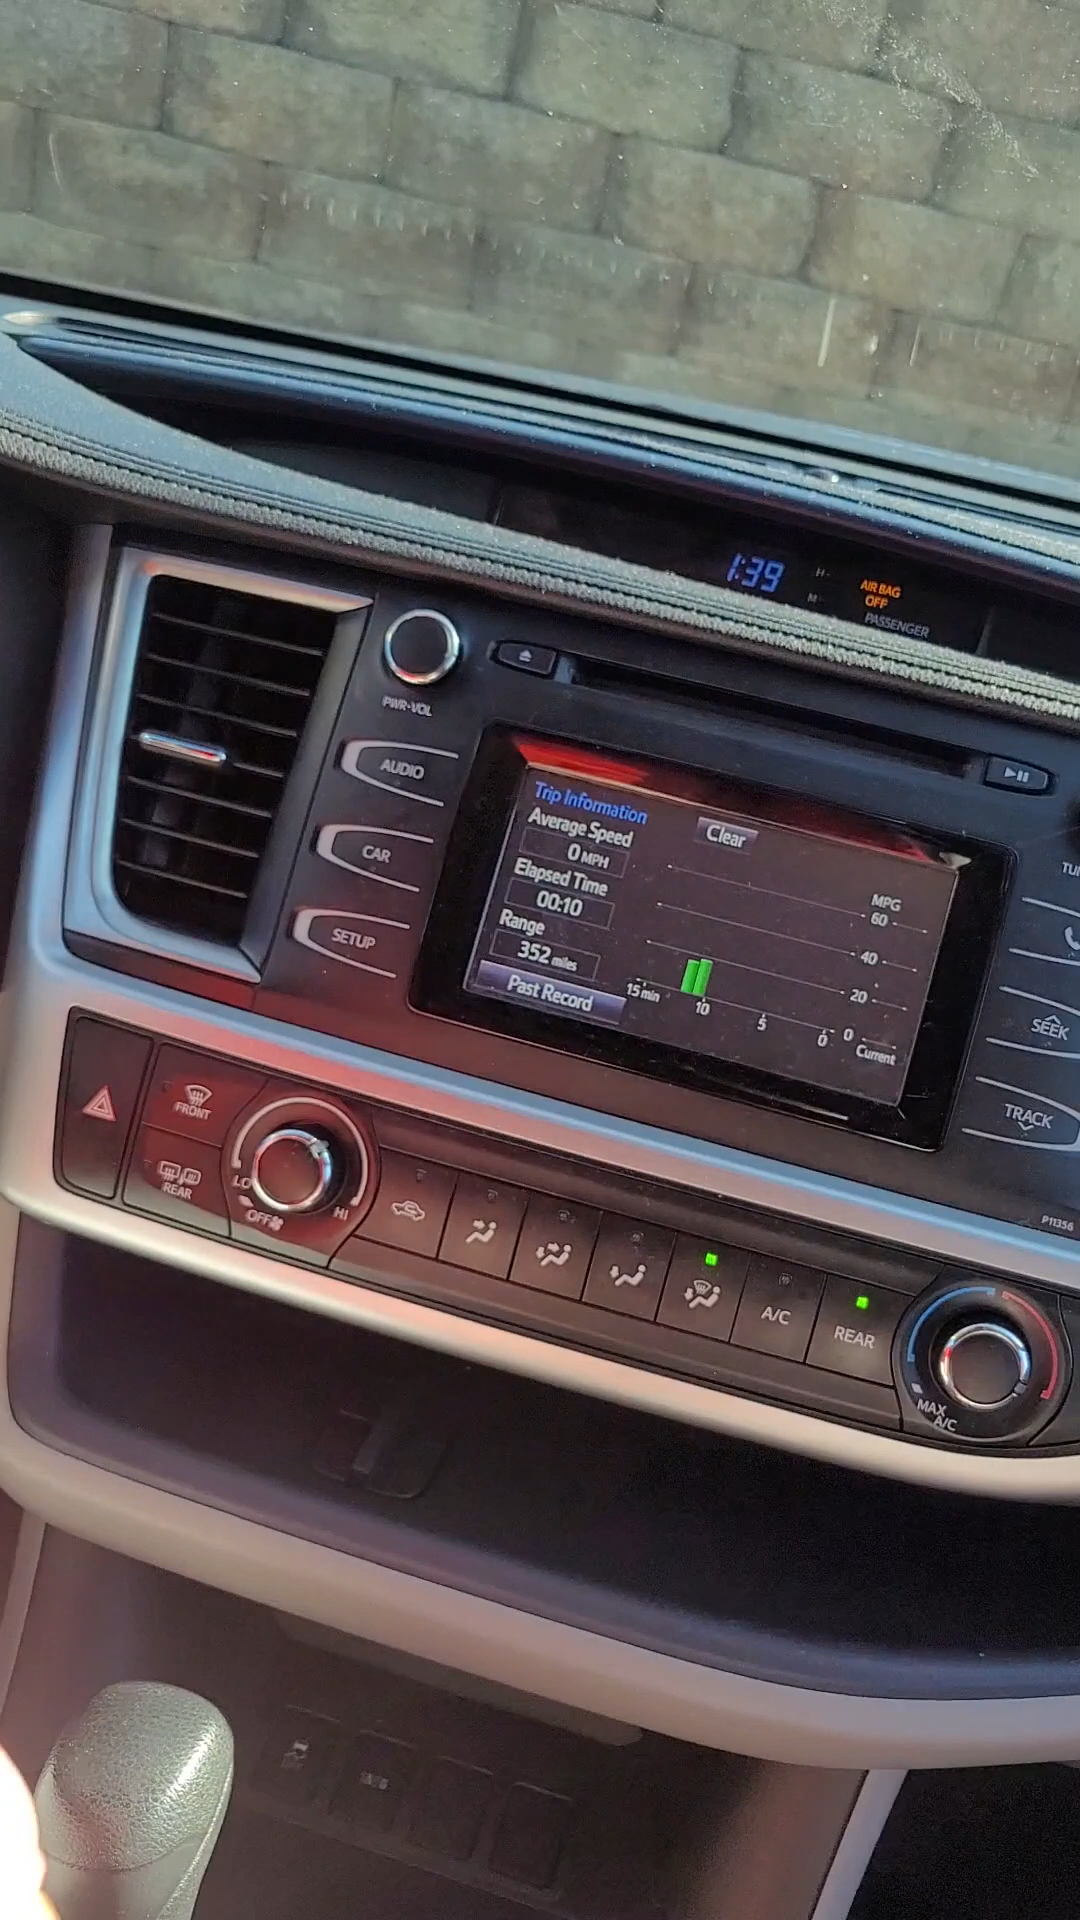 1:39
H
M
AIR BAG
OFF
PASSENGER
PWR•VOL
AUDIO
CAR
SETUP
Trip Information
Clear
Average Speed
0 MPH
Elapsed Time
00:10
Range
352 miles
Past Record
MPG
60
40
20
0
15 min
10
5
0
Current
SEEK
TRACK
P11356
FRONT
REAR
LO
OFF
HI
A/C
REAR
MAX
A/C